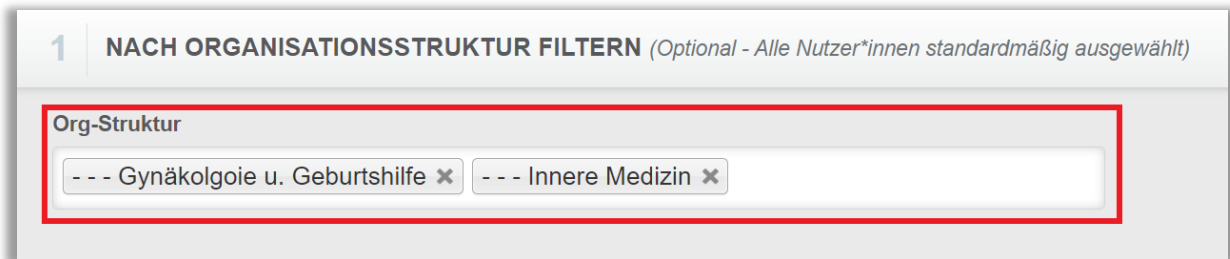 1 NACH ORGANISATIONSSTRUKTUR FILTERN (Optional - Alle Nutzer*innen standardmäßig ausgewählt)
Org-Struktur
- - - Gynäkolgoie u. Geburtshilfe × - - - Innere Medizin ×